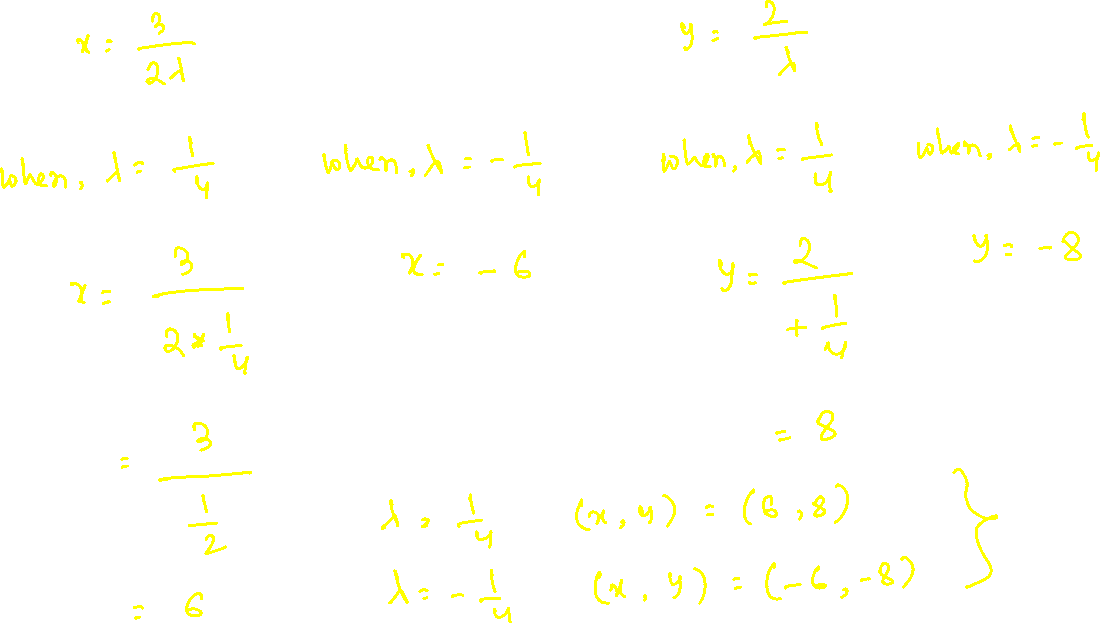 x = 3/2λ    y = 2/λ
when, λ = 1/4    when, λ = -1/4    when, λ = 1/4    when, λ = -1/4
x = 3/(2*1/4)    x = -6    y = 2/(+1/4)    y = -8
= 3/(1/2)    = 8
λ = 1/4    (x, y) = (6, 8)
λ = -1/4    (x, y) = (-6, -8) }
= 6